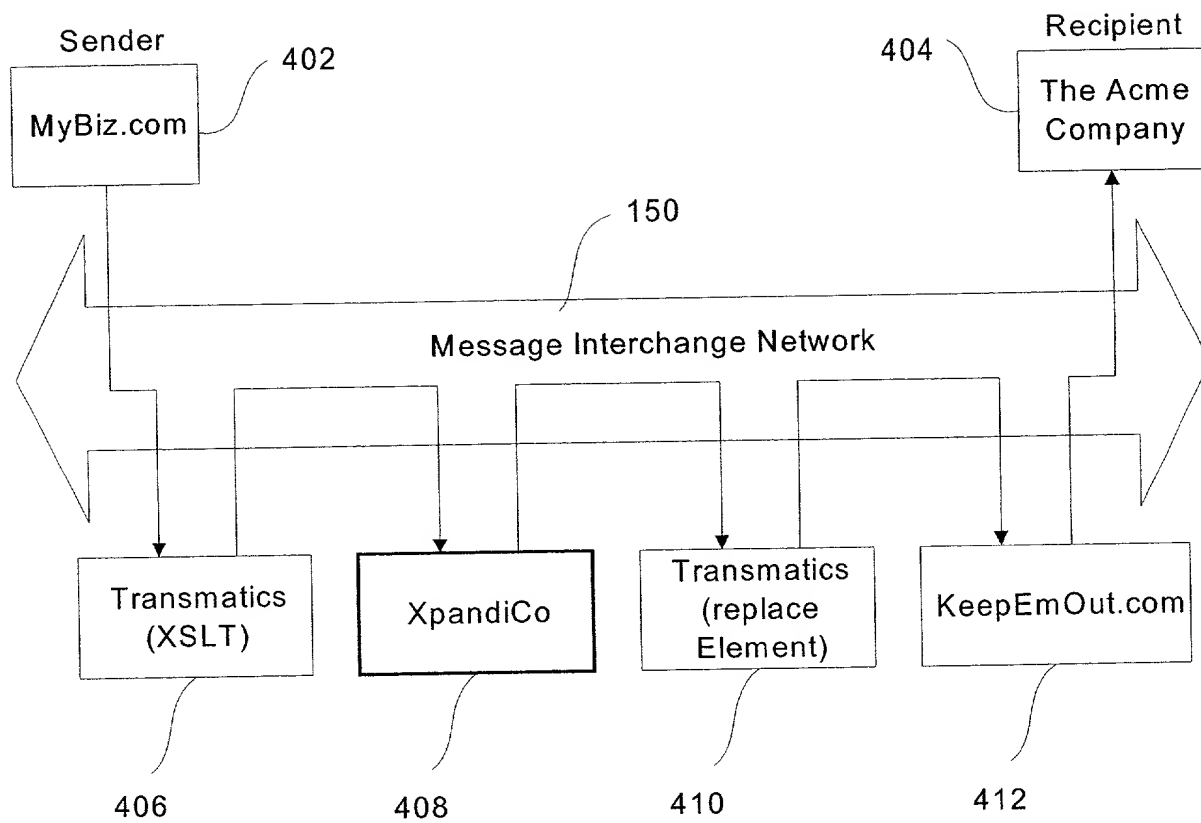 Sender
402
MyBiz.com
Recipient
404
The Acme
Company
150
Message Interchange Network
Transmatics
(XSLT)
XpandiCo
Transmatics
(replace
Element)
KeepEmOut.com
406
408
410
412